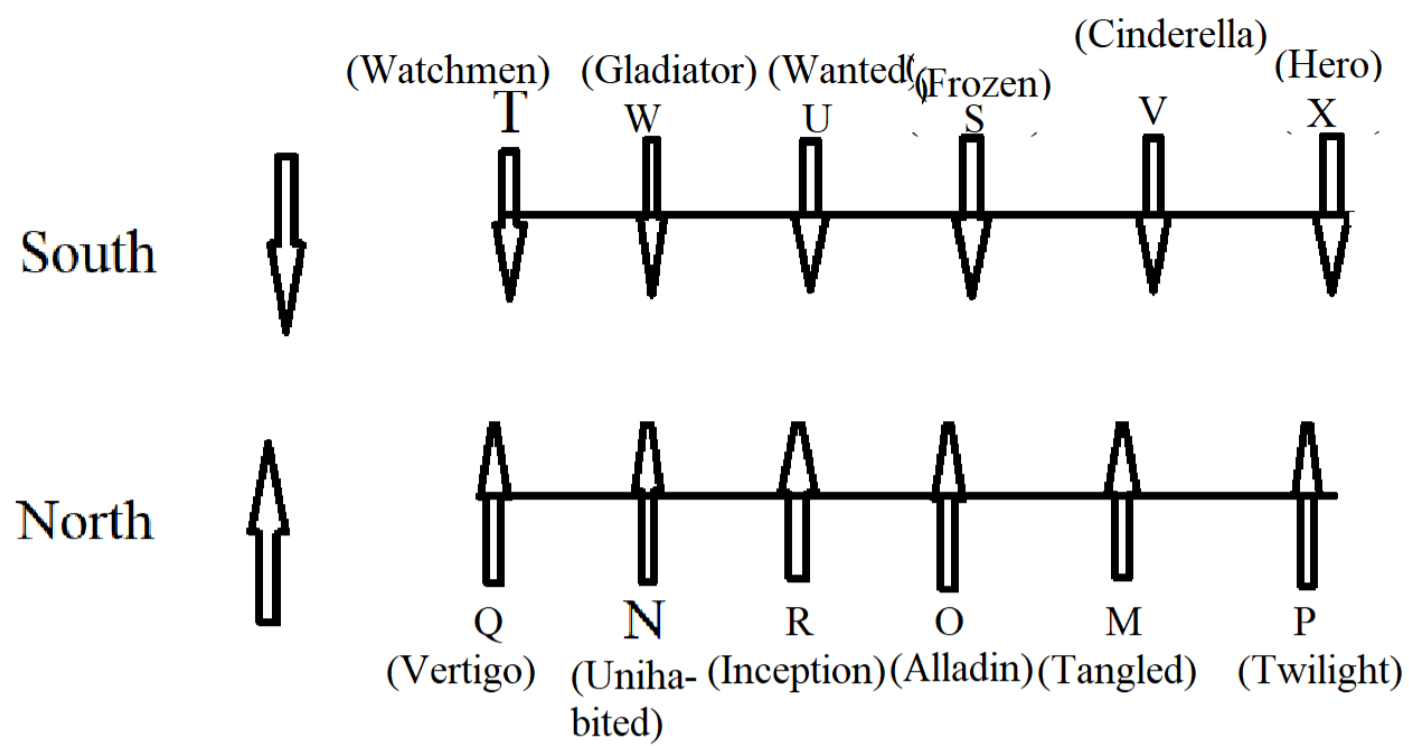 (Cinderella)
(Watchmen) (Gladiator) (Wanted) (Frozen) (Hero)
T W U S V X
South
North
Q N R O M P
(Vertigo) (Uniha- (Inception) (Alladin) (Tangled) (Twilight)
bited)